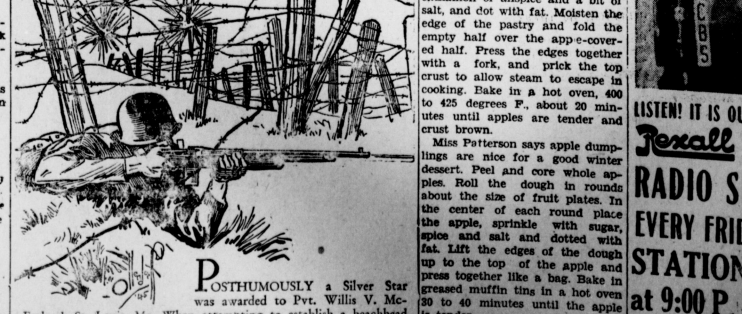 POSTHUMOUSLY a Silver Star
was awarded to Pvt. Willis V. Mc-
to establish a beachhead
salt, and dot with fat. Moisten the
edge of the pastry and fold the
empty half over the app e-cover-
ed half. Press the edges together
with a fork, and prick the top
crust to allow steam to escape in
cooking. Bake in a hot oven, 400
to 425 degrees F., about 20 min-
utes until apples are tender and
crust brown.
Miss Patterson says apple dump-
lings are nice for a good winter
dessert. Peel and core whole ap-
ples. Roll the dough in rounds
about the size of fruit plates. In
the center of each round place
the apple, sprinkle with sugar,
spice and salt and dotted with
fat. Lift the edges of the dough
up to the top of the apple and
press together like a bag. Bake in
greased muffin tins in a hot oven
30 to 40 minutes until the apple
CBS
LISTEN! IT IS
Rexall
RADIO S
EVERY FRI
STATION
at 9:00 P